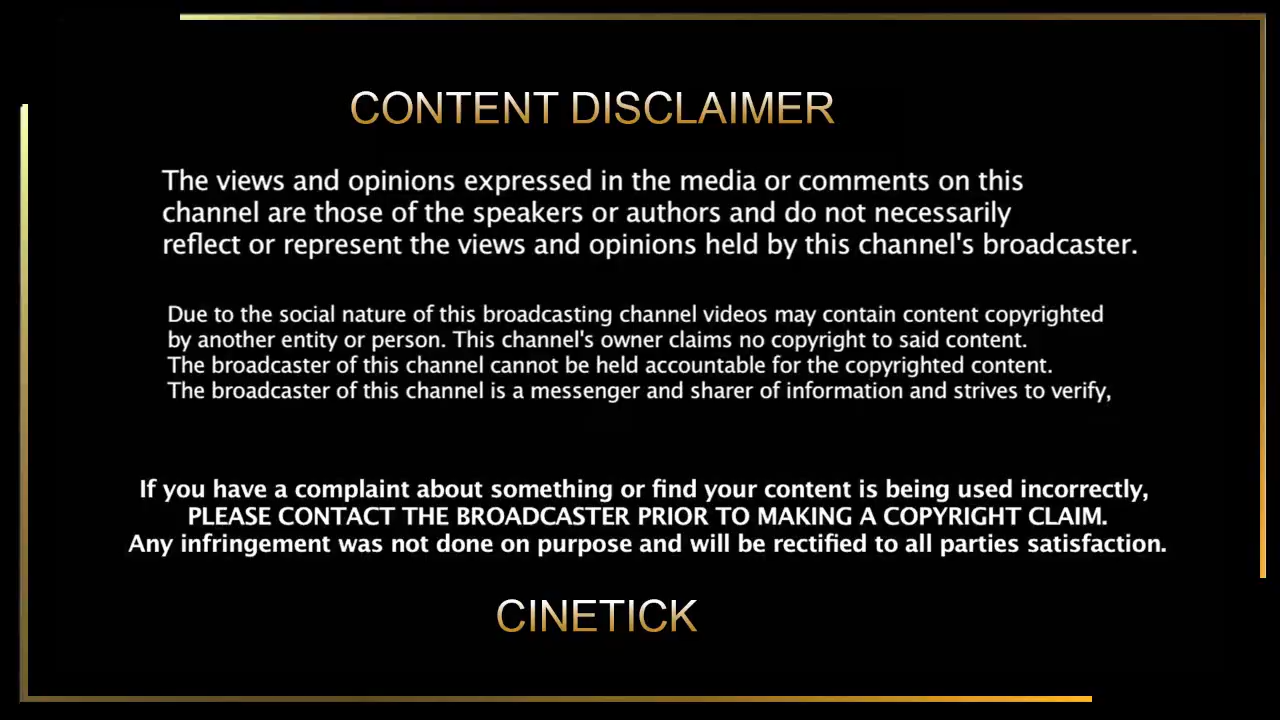 CONTENT DISCLAIMER
The views and opinions expressed in the media or comments on this
channel are those of the speakers or authors and do not necessarily
reflect or represent the views and opinions held by this channel's broadcaster.
Due to the social nature of this broadcasting channel videos may contain content copyrighted
by another entity or person. This channel's owner claims no copyright to said content.
The broadcaster of this channel cannot be held accountable for the copyrighted content.
The broadcaster of this channel is a messenger and sharer of information and strives to verify,
If you have a complaint about something or find your content is being used incorrectly,
PLEASE CONTACT THE BROADCASTER PRIOR TO MAKING A COPYRIGHT CLAIM.
Any infringement was not done on purpose and will be rectified to all parties satisfaction.
CINETICK